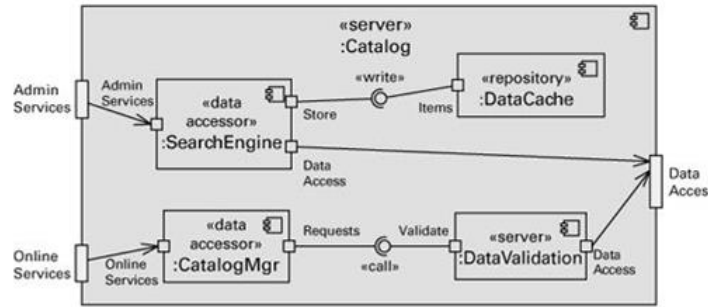 «server»
:Catalog
Admin
Services
Admin
Services
«data
accessor»
:SearchEngine
Store
«write»
Items
«repository»
:DataCache
Data
Access
Data
Acces
Online
Services
Online
Services
«data
accessor»
:CatalogMgr
Requests
«call»
Validate
«server»
:DataValidation
Data
Access